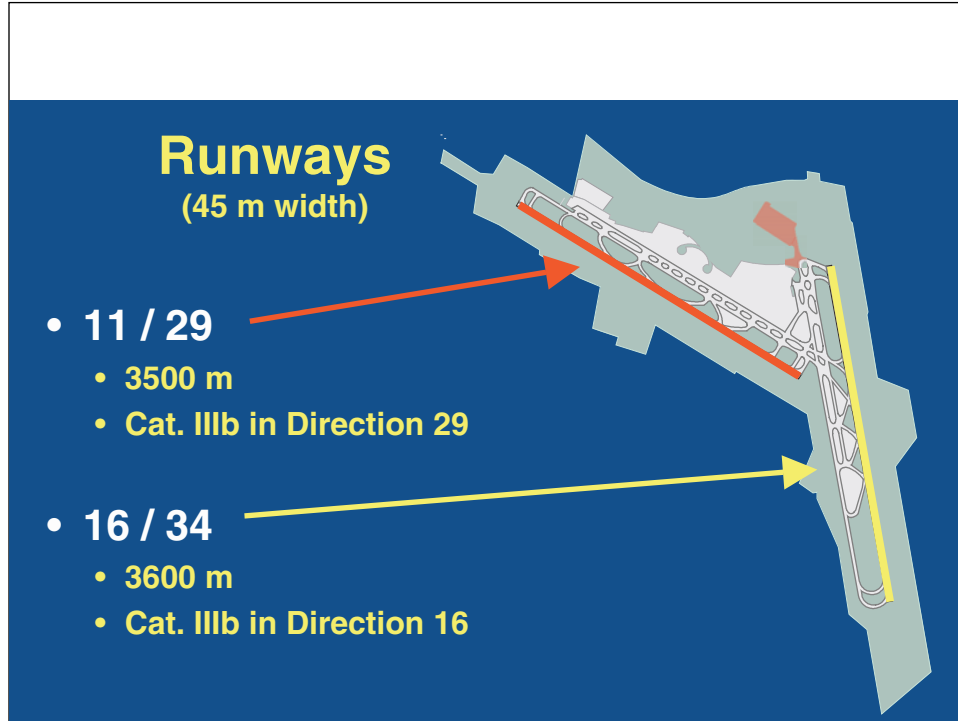 Runways
(45 m width)
• 11 / 29
• 3500 m
• Cat. IIIb in Direction 29
• 16 / 34
• 3600 m
• Cat. IIIb in Direction 16